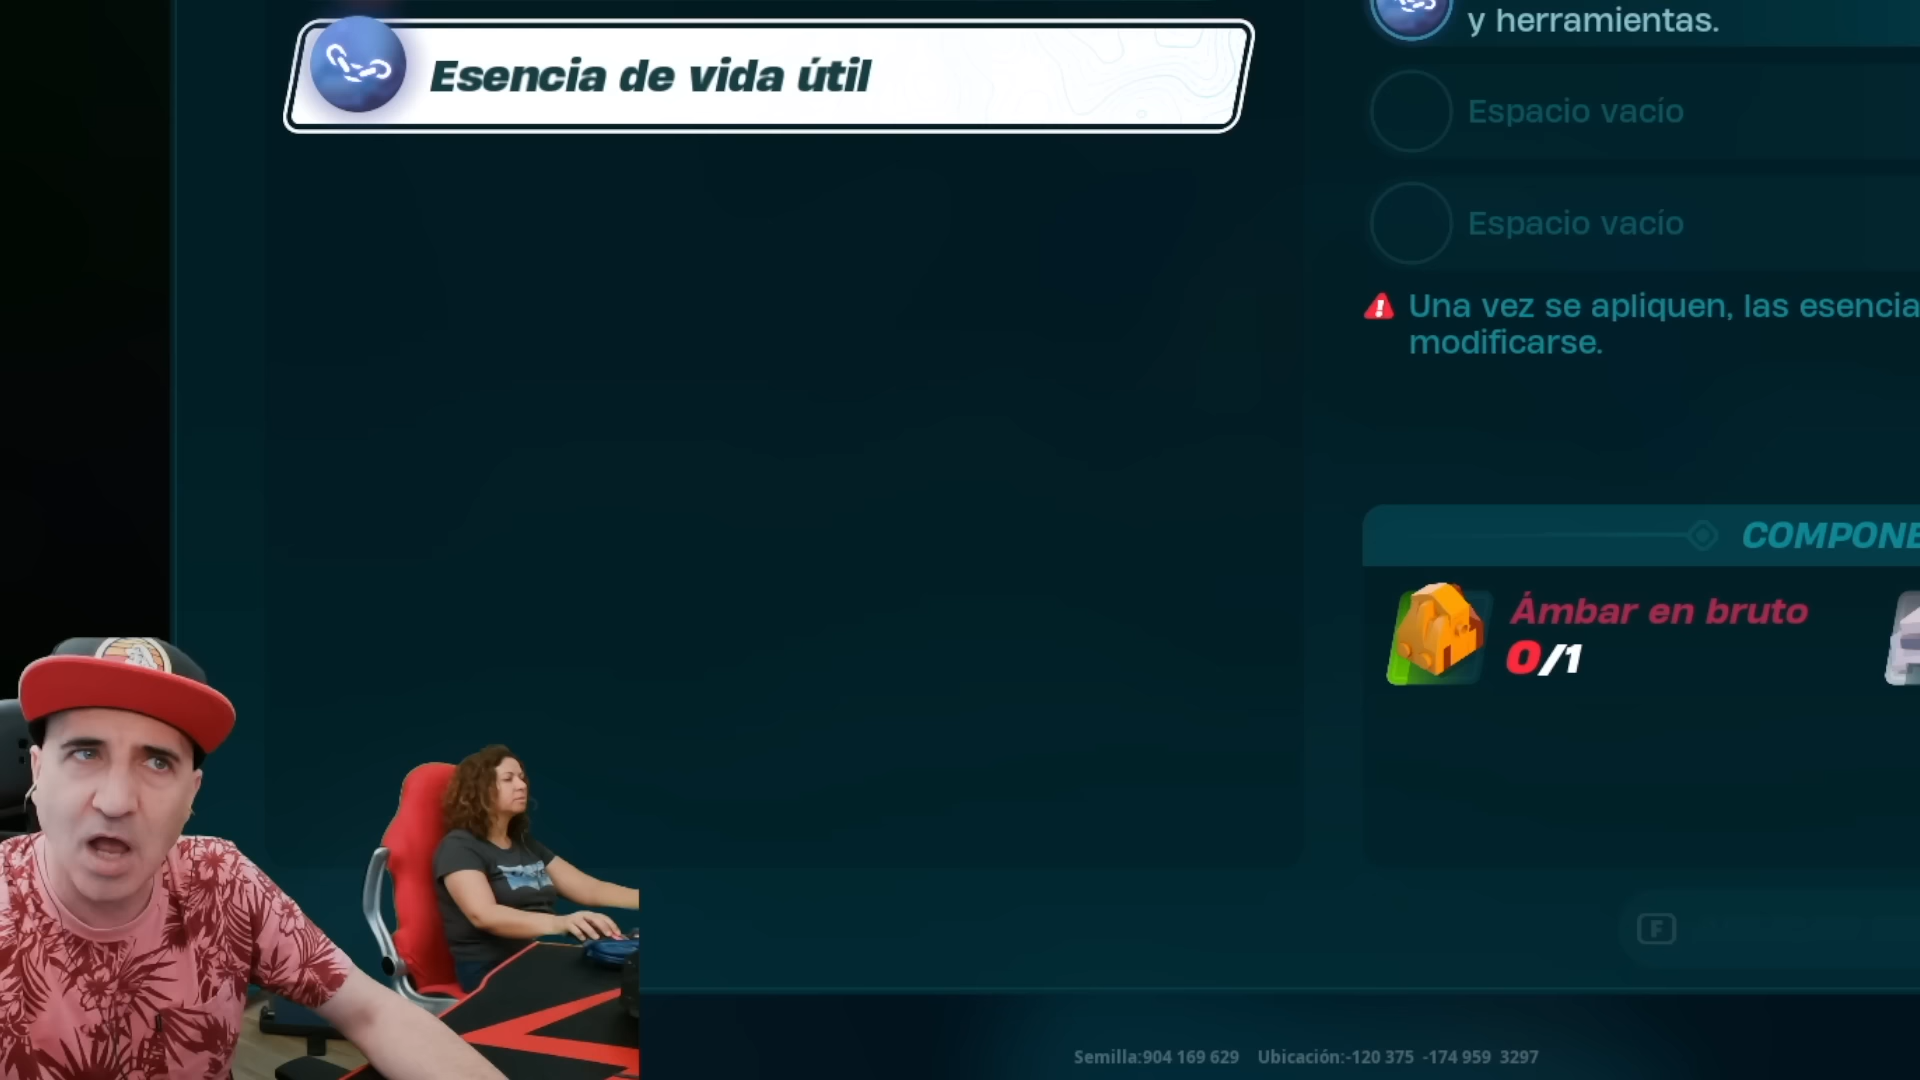 Esencia de vida útil
y herramientas.
Espacio vacío
Espacio vacío
Una vez se apliquen, las esencia
modificarse.
COMPONE
Ámbar en bruto
0/1
F
Semilla:904 169 629 Ubicación:-120 375 -174 959 3297